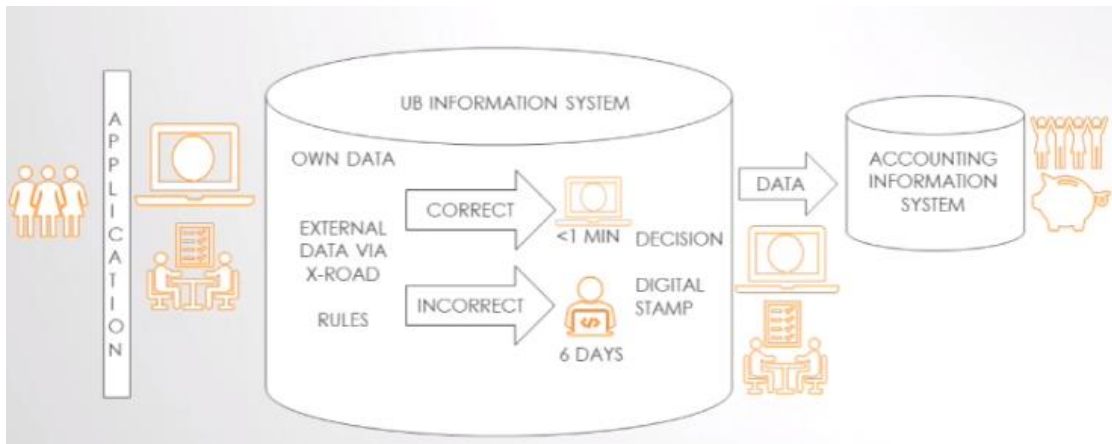 APPLICATION
UB INFORMATION SYSTEM
OWN DATA
EXTERNAL
DATA VIA
X-ROAD
RULES
CORRECT
<1 MIN
INCORRECT
</>
6 DAYS
DECISION
DIGITAL
STAMP
DATA
ACCOUNTING
INFORMATION
SYSTEM